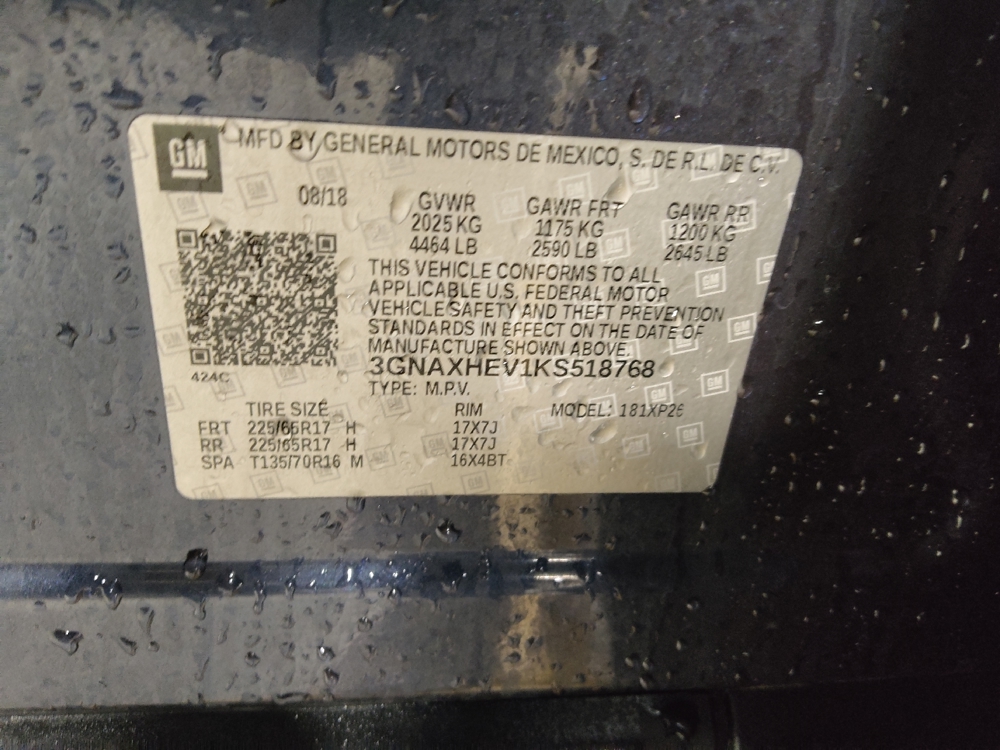 GM MFD BY GENERAL MOTORS DE MEXICO, S. DE R.L. DE C.V.
08/18 GVWR GAWR FRT GAWR RR
2025 KG 1175 KG 1200 KG
4464 LB 2590 LB 2645 LB
THIS VEHICLE CONFORMS TO ALL
APPLICABLE U.S. FEDERAL MOTOR
VEHICLE SAFETY AND THEFT PREVENTION
STANDARDS IN EFFECT ON THE DATE OF
MANUFACTURE SHOWN ABOVE.
3GNAXHEV1KS518768
424C
TYPE: M.P.V.
TIRE SIZE RIM MODEL: 181XP26
FRT 225/65R17 H 17X7J
RR 225/65R17 H 17X7J
SPA T135/70R16 M 16X4BT